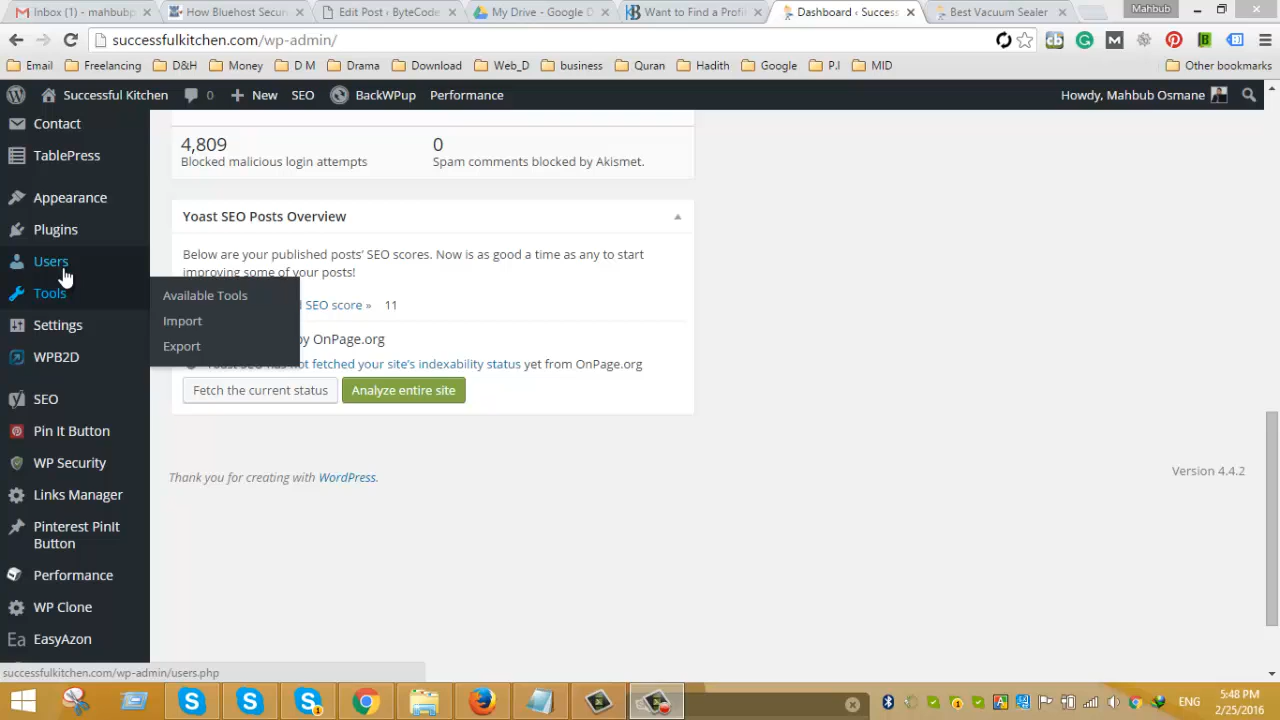 Inbox (1) - mahbubp
How Bluehost Secur
Edit Post ‹ ByteCode
My Drive - Google D
Want to Find a Profi
Dashboard ‹ Success
Best Vacuum Sealer
Mahbub
successfulkitchen.com/wp-admin/
Email
Freelancing
D&H
Money
D M
Drama
Download
Web_D
business
Quran
Hadith
Google
P.I
MID
Other bookmarks
Successful Kitchen
0
New
SEO
BackWPup
Performance
Howdy, Mahbub Osmane
Contact
TablePress
Appearance
Plugins
Users
Tools
Settings
WPB2D
SEO
Pin It Button
WP Security
Links Manager
Pinterest PinIt
Button
Performance
WP Clone
EasyAzon
Available Tools
Import
Export
4,809
Blocked malicious login attempts
0
Spam comments blocked by Akismet.
Yoast SEO Posts Overview
Below are your published posts’ SEO scores. Now is as good a time as any to start
improving some of your posts!
SEO score » 11
by OnPage.org
not fetched your site’s indexability status yet from OnPage.org
Fetch the current status
Analyze entire site
Thank you for creating with WordPress.
Version 4.4.2
successfulkitchen.com/wp-admin/users.php
ENG
5:48 PM
2/25/2016